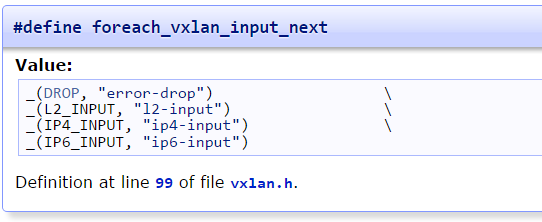 #define foreach_vxlan_input_next
Value:
_(DROP, "error-drop") \
_(L2_INPUT, "l2-input") \
_(IP4_INPUT, "ip4-input") \
_(IP6_INPUT, "ip6-input")
Definition at line 99 of file vxlan.h.